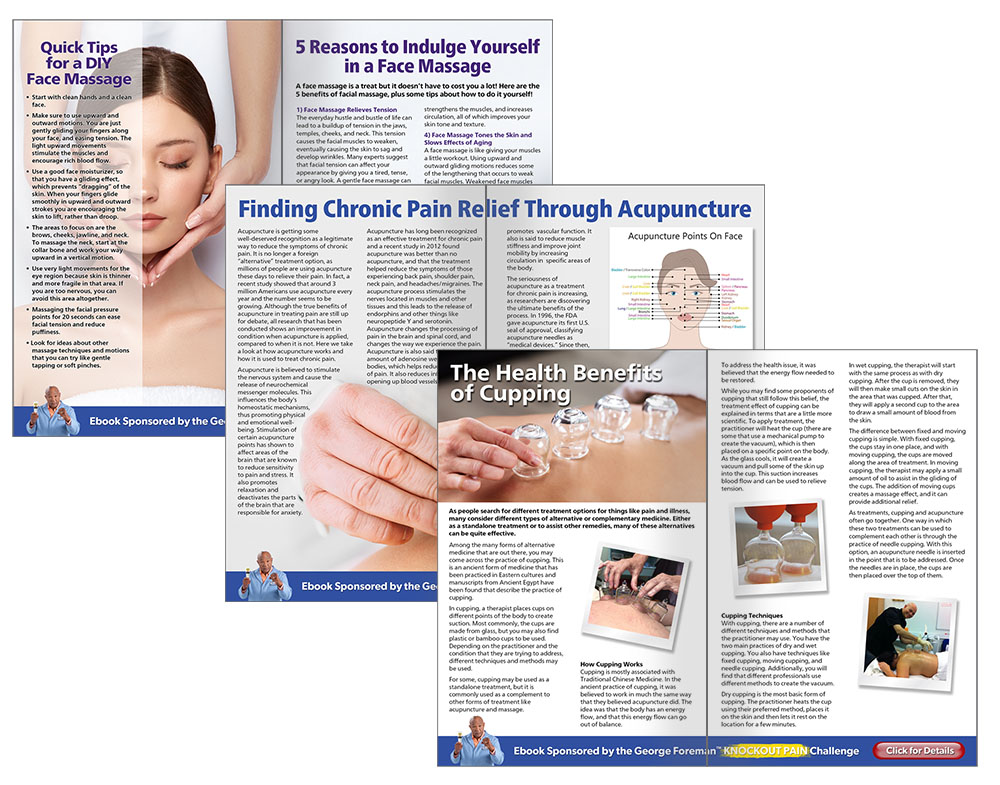 Quick Tips
for a DIY
Face Massage
• Start with clean hands and a clean
face.
• Make sure to use upward and
outward motions. You are just
gently gliding your fingers along
your face, and easing tension. The
light upward movements
stimulate the muscles and
encourage rich blood flow.
• Use a good face moisturizer, so
that you have a gliding effect,
which prevents “dragging” of the
skin. When your fingers glide
smoothly in upward and outward
strokes you are encouraging the
skin to lift, rather than droop.
• The areas to focus on are the
brows, cheeks, jawline, and neck.
To massage the neck, start at the
collar bone and work your way
upward in a vertical motion.
• Use very light movements for the
eye region because skin is thinner
and more fragile in that area. If
you are too nervous, you can
avoid this area altogether.
• Massaging the facial pressure
points for 20 seconds can ease
facial tension and reduce
puffiness.
• Look for ideas about other
massage techniques and motions
that you can try like gentle
tapping or soft pinches.
5 Reasons to Indulge Yourself
in a Face Massage
A face massage is a treat but it doesn’t have to cost you a lot! Here are the
5 benefits of facial massage, plus some tips about how to do it yourself!
1) Face Massage Relieves Tension
The everyday hustle and bustle of life can
lead to a buildup of tension in the jaws,
temples, cheeks, and neck. This tension
causes the facial muscles to weaken,
eventually causing the skin to sag and
develop wrinkles. Many experts suggest
that facial tension can affect your
appearance by giving you a tired, tense,
or angry look. A gentle face massage can
strengthens the muscles, and increases
circulation, all of which improves your
skin tone and texture.
4) Face Massage Tones the Skin and
Slows Effects of Aging
A face massage is like giving your muscles
a little workout. Using upward and
outward gliding motions reduces some
of the lengthening that occurs to weak
facial muscles. Weakened face muscles
Ebook Sponsored by the Geo
Finding Chronic Pain Relief Through Acupuncture
Acupuncture is getting some
well-deserved recognition as a legitimate
way to reduce the symptoms of chronic
pain. It is no longer a foreign
“alternative” treatment option, as
millions of people are using acupuncture
these days to relieve their pain. In fact, a
recent study showed that around 3
million Americans use acupuncture every
year and the number seems to be
growing. Although the true benefits of
acupuncture in treating pain are still up
for debate, all research that has been
conducted shows an improvement in
condition when acupuncture is applied,
compared to when it is not. Here we take
a look at how acupuncture works and
how it is used to treat chronic pain.
Acupuncture is believed to stimulate
the nervous system and cause the
release of neurochemical
messenger molecules. This
influences the body’s
homeostatic mechanisms,
thus promoting physical
and emotional well-
being. Stimulation of
certain acupuncture
points has shown to
affect areas of the
brain that are known
to reduce sensitivity
to pain and stress. It
also promotes
relaxation and
deactivates the parts
of the brain that are
responsible for anxiety.
Acupuncture has long been recognized
as an effective treatment for chronic pain
and a recent study in 2012 found
acupuncture was better than no
acupuncture, and that the treatment
helped reduce the symptoms of those
experiencing back pain, shoulder pain,
neck pain, and headaches/migraines. The
acupuncture process stimulates the
nerves located in muscles and other
tissues and this leads to the release of
endorphins and other things like
neuropeptide Y and serotonin.
Acupuncture changes the processing of
pain in the brain and spinal cord, and
changes the way we experience the pain.
Acupuncture is also said
amount of adenosine we
bodies, which helps reduc
of pain. It also reduces in
opening up blood vessels
promotes vascular function. It
also is said to reduce muscle
stiffness and improve joint
mobility by increasing
circulation in specific areas of
the body.
The seriousness of
acupuncture as a treatment
for chronic pain is increasing,
as researchers are discovering
the ultimate benefits of the
process. In 1996, the FDA
gave acupuncture its first U.S.
seal of approval, classifying
acupuncture needles as
“medical devices.” Since then,
Acupuncture Points On Face
Ebook Sponsored by the Geor
The Health Benefits
of Cupping
As people search for different treatment options for things like pain and illness,
many consider different types of alternative or complementary medicine. Either
as a standalone treatment or to assist other remedies, many of these alternatives
can be quite effective.
Among the many forms of alternative
medicine that are out there, you may
come across the practice of cupping. This
is an ancient form of medicine that has
been practiced in Eastern cultures and
manuscripts from Ancient Egypt have
been found that describe the practice of
cupping.
In cupping, a therapist places cups on
different points of the body to create
suction. Most commonly, the cups are
made from glass, but you may also find
plastic or bamboo cups to be used.
Depending on the practitioner and the
condition that they are trying to address,
different techniques and methods may
be used.
For some, cupping may be used as a
standalone treatment, but it is
commonly used as a complement to
other forms of treatment like
acupuncture and massage.
How Cupping Works
Cupping is mostly associated with
Traditional Chinese Medicine. In the
ancient practice of cupping, it was
believed to work in much the same way
that they believed acupuncture did. The
idea was that the body has an energy
flow, and that this energy flow can go
out of balance.
To address the health issue, it was
believed that the energy flow needed to
be restored.
While you may find some proponents of
cupping that still follow this belief, the
treatment effect of cupping can be
explained in terms that are a little more
scientific. To apply treatment, the
practitioner will heat the cup (there are
some that use a mechanical pump to
create the vacuum), which is then
placed on a specific point on the body.
As the glass cools, it will create a
vacuum and pull some of the skin up
into the cup. This suction increases
blood flow and can be used to relieve
tension.
Cupping Techniques
With cupping, there are a number of
different techniques and methods that
the practitioner may use. You have the
two main practices of dry and wet
cupping. You also have techniques like
fixed cupping, moving cupping, and
needle cupping. Additionally, you will
find that different professionals use
different methods to create the vacuum.
Dry cupping is the most basic form of
cupping. The practitioner heats the cup
using their preferred method, places it
on the skin and then lets it rest on the
location for a few minutes.
In wet cupping, the therapist will start
with the same process as with dry
cupping. After the cup is removed, they
will then make small cuts on the skin in
the area that was cupped. After that,
they will apply a second cup to the area
to draw a small amount of blood from
the skin.
The difference between fixed and moving
cupping is simple. With fixed cupping,
the cups stay in one place, and with
moving cupping, the cups are moved
along the area of treatment. In moving
cupping, the therapist may apply a small
amount of oil to assist in the gliding of
the cups. The addition of moving cups
creates a massage effect, and it can
provide additional relief.
As treatments, cupping and acupuncture
often go together. One way in which
these two treatments can be used to
complement each other is through the
practice of needle cupping. With this
option, an acupuncture needle is inserted
in the point that is to be addressed. Once
the needles are in place, the cups are
then placed over the top of them.
Ebook Sponsored by the George Foreman™ KNOCKOUT PAIN Challenge
Click for Details